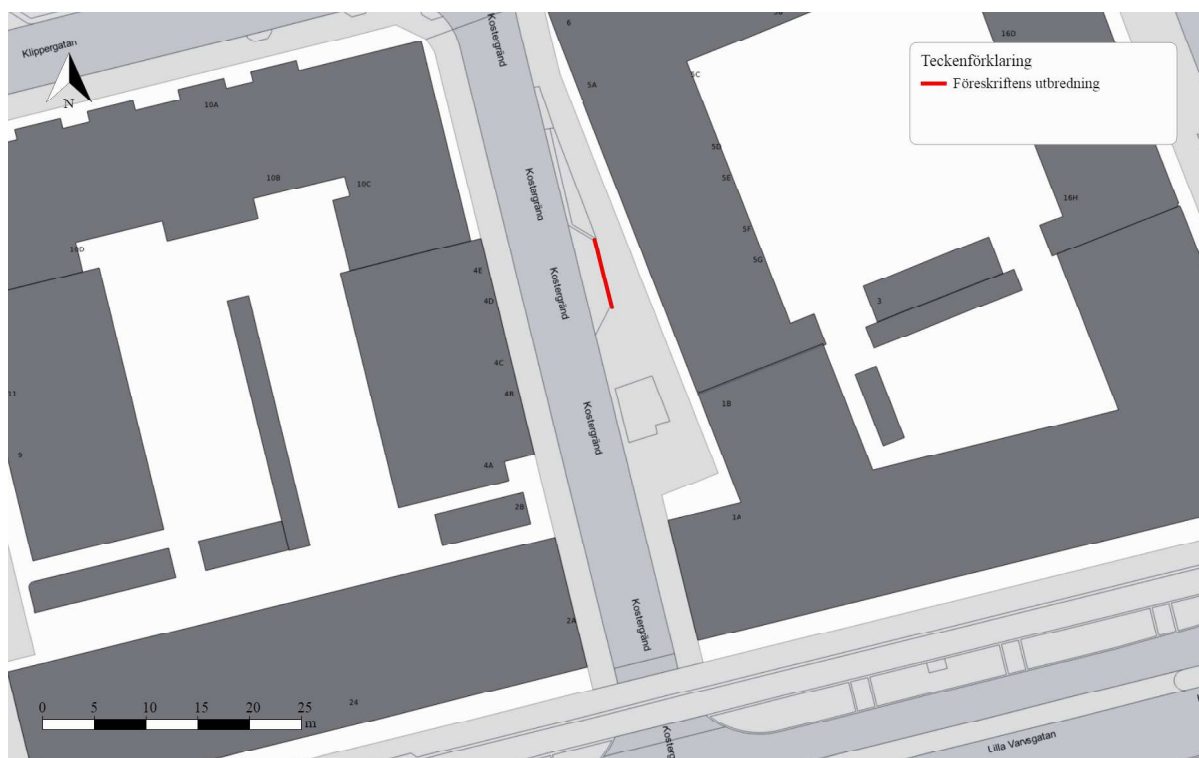 Klippergatan
Kostergränd
6
5B
16D
Teckenförklaring
Föreskriftens utbredning
N
10A
5A
5C
5D
5E
10B
10C
Kostergränd
16H
5F
10D
5G
4E
4D
Kostergränd
3
4C
11
4B
1B
Kostergränd
9
4A
2B
1A
Kostergränd
2A
24
0 5 10 15 20 25
m
Lilla Varvsgatan